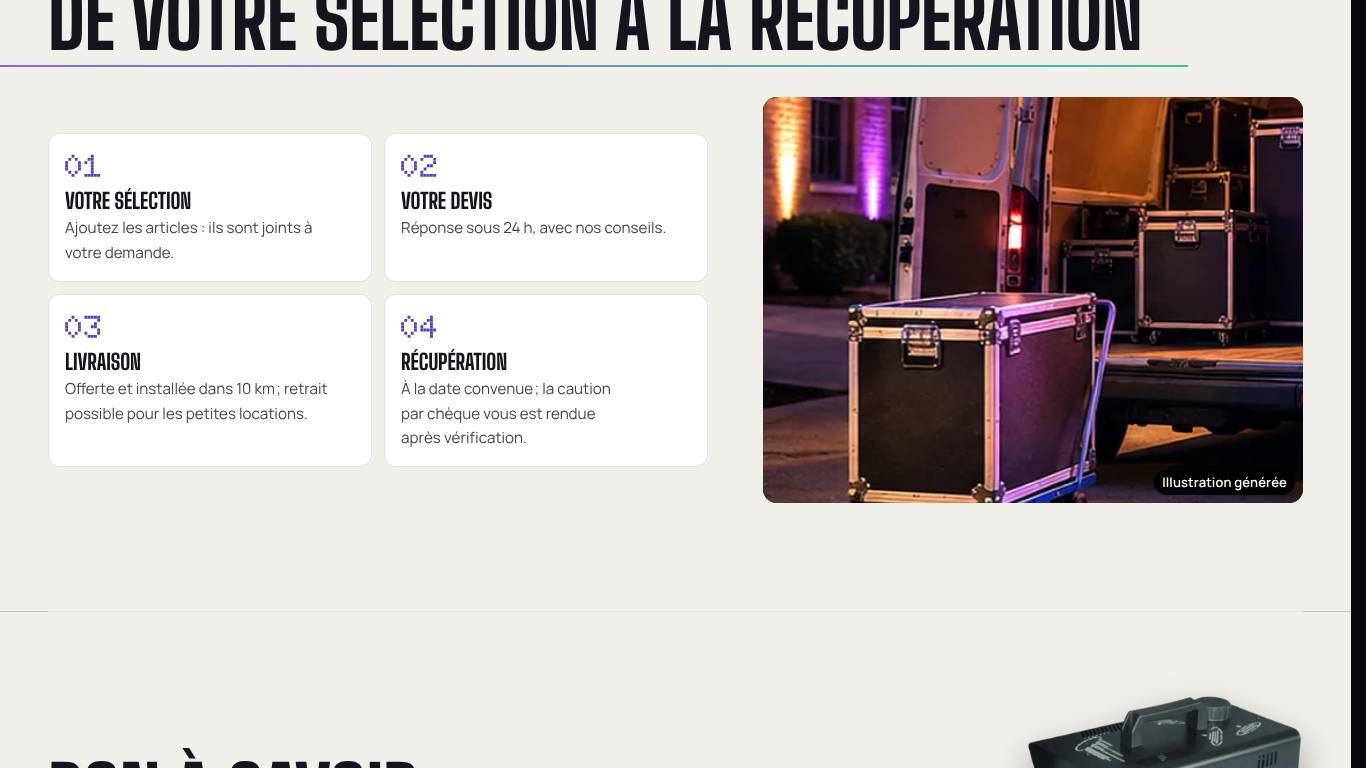 DE VOTRE SÉLECTION À LA RÉCUPÉRATION
01
VOTRE SÉLECTION
Ajoutez les articles : ils sont joints à
votre demande.
02
VOTRE DEVIS
Réponse sous 24 h, avec nos conseils.
03
LIVRAISON
Offerte et installée dans 10 km ; retrait
possible pour les petites locations.
04
RÉCUPÉRATION
À la date convenue ; la caution
par chèque vous est rendue
après vérification.
Illustration générée
BON À SAVOIR